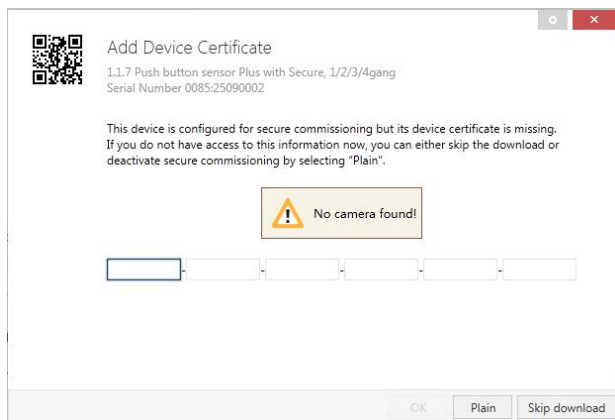 Add Device Certificate
1.1.7 Push button sensor Plus with Secure, 1/2/3/4gang
Serial Number 0085:25090002
This device is configured for secure commissioning but its device certificate is missing.
If you do not have access to this information now, you can either skip the download or
deactivate secure commissioning by selecting "Plain".
No camera found!
- - - - -
OK Plain Skip download